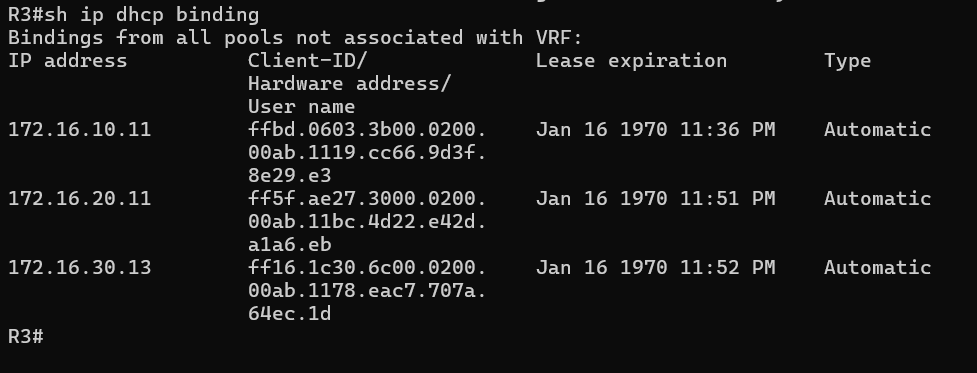 R3#sh ip dhcp binding
Bindings from all pools not associated with VRF:
IP address          Client-ID/              Lease expiration        Type
                    Hardware address/
                    User name
172.16.10.11        ffbd.0603.3b00.0200.    Jan 16 1970 11:36 PM    Automatic
                    00ab.1119.cc66.9d3f.
                    8e29.e3
172.16.20.11        ff5f.ae27.3000.0200.    Jan 16 1970 11:51 PM    Automatic
                    00ab.11bc.4d22.e42d.
                    a1a6.eb
172.16.30.13        ff16.1c30.6c00.0200.    Jan 16 1970 11:52 PM    Automatic
                    00ab.1178.eac7.707a.
                    64ec.1d
R3#